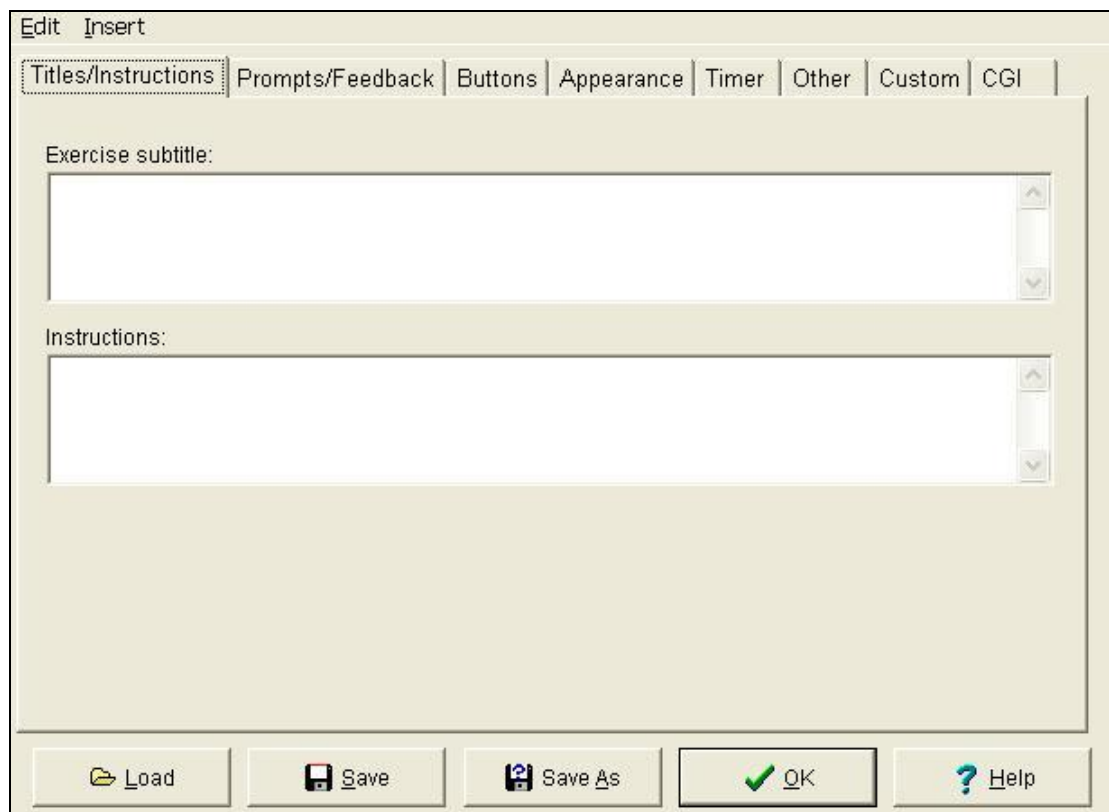 Edit Insert
Titles/Instructions Prompts/Feedback Buttons Appearance Timer Other Custom CGI
Exercise subtitle:
Instructions:
Load Save Save As OK Help